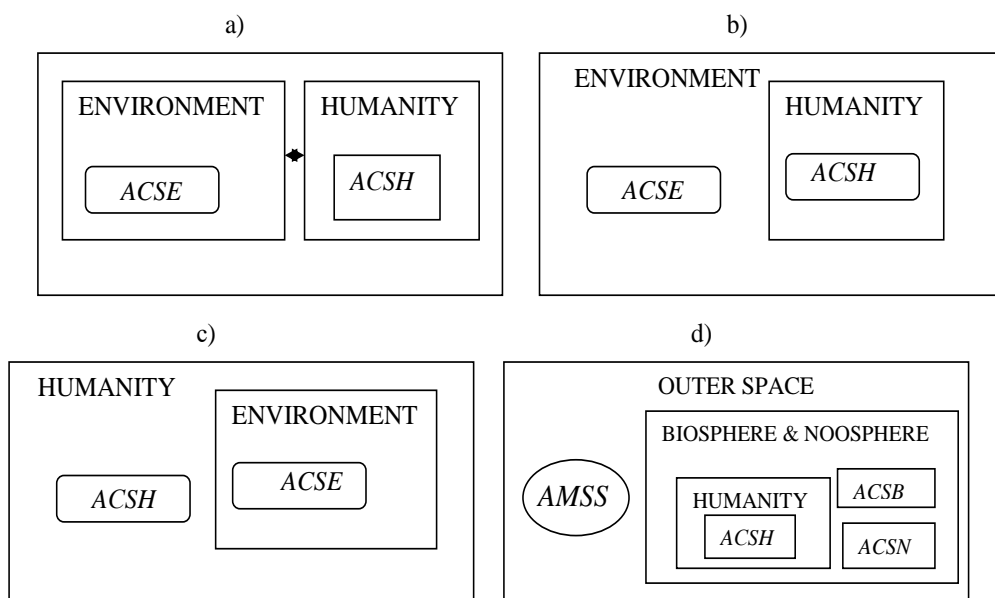 a)
ENVIRONMENT
HUMANITY
ACSE
ACSH
b)
ENVIRONMENT
HUMANITY
ACSE
ACSH
c)
HUMANITY
ENVIRONMENT
ACSH
ACSE
d)
OUTER SPACE
BIOSPHERE & NOOSPHERE
AMSS
HUMANITY
ACSH
ACSB
ACSN